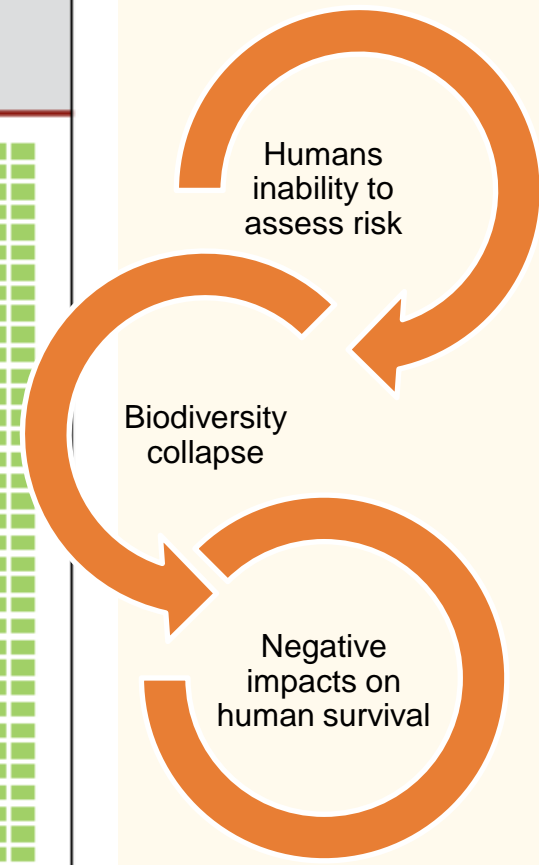 Humans
inability to
assess risk
Biodiversity
collapse
Negative
impacts on
human survival